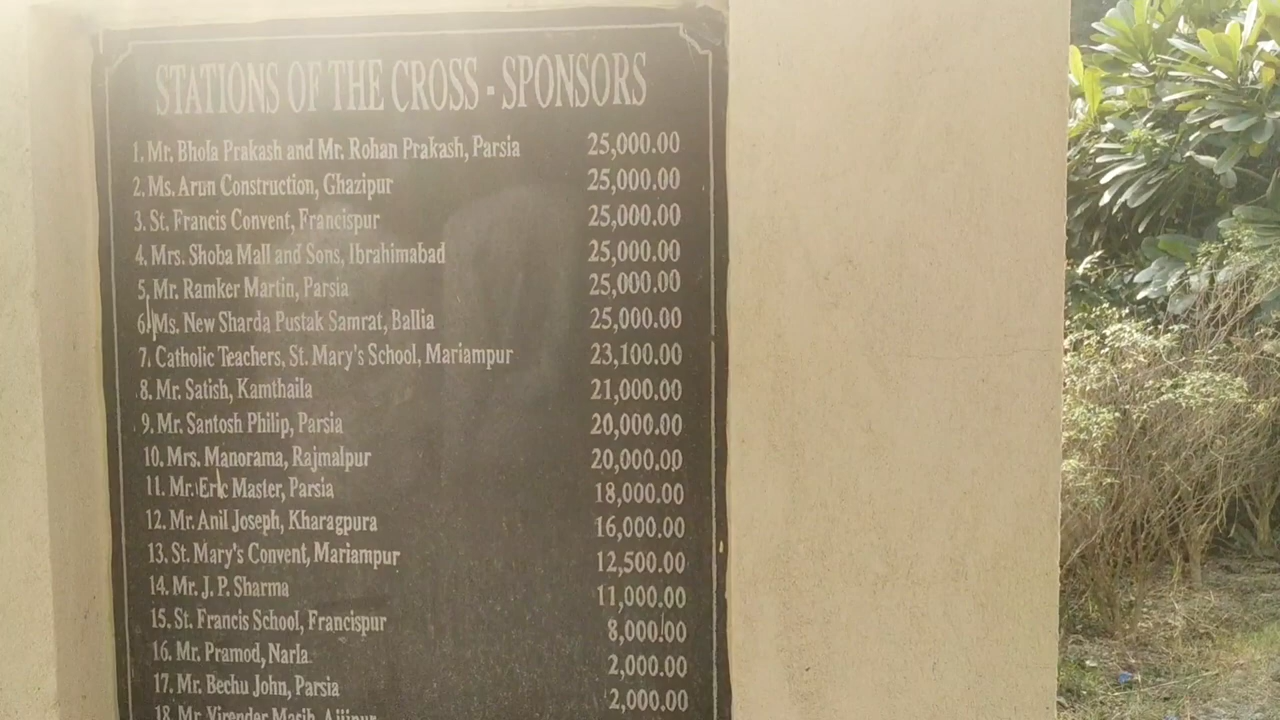 STATIONS OF THE CROSS - SPONSORS
1. Mr. Bhola Prakash and Mr. Rohan Prakash, Parsia 25,000.00
2. Ms. Arun Construction, Ghazipur 25,000.00
3. St. Francis Convent, Francispur 25,000.00
4. Mrs. Shoba Mall and Sons, Ibrahimabad 25,000.00
5. Mr. Ramker Martin, Parsia 25,000.00
6. Ms. New Sharda Pustak Samrat, Ballia 25,000.00
7. Catholic Teachers, St. Mary's School, Mariampur 23,100.00
8. Mr. Satish, Kamthaila 21,000.00
9. Mr. Santosh Philip, Parsia 20,000.00
10. Mrs. Manorama, Rajmalpur 20,000.00
11. Mr. Eric Master, Parsia 18,000.00
12. Mr. Anil Joseph, Kharagpura 16,000.00
13. St. Mary's Convent, Mariampur 12,500.00
14. Mr. J. P. Sharma 11,000.00
15. St. Francis School, Francispur 8,000.00
16. Mr. Pramod, Narla 2,000.00
17. Mr. Bechu John, Parsia 2,000.00
18. Mr. Virender Masih,